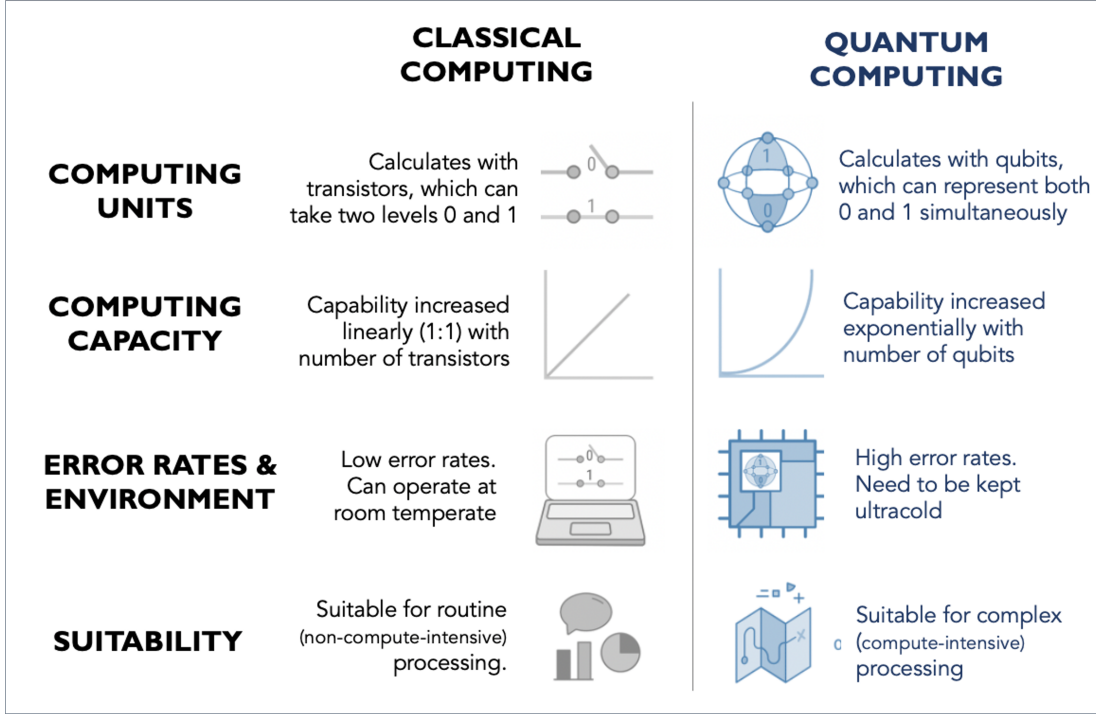 CLASSICAL
COMPUTING
QUANTUM
COMPUTING
COMPUTING
UNITS
Calculates with
transistors, which can
take two levels 0 and 1
0
1
1
0
Calculates with qubits,
which can represent both
0 and 1 simultaneously
COMPUTING
CAPACITY
Capability increased
linearly (1:1) with
number of transistors
Capability increased
exponentially with
number of qubits
ERROR RATES &
ENVIRONMENT
Low error rates.
Can operate at
room temperate
0
1
1
0
High error rates.
Need to be kept
ultracold
SUITABILITY
Suitable for routine
(non-compute-intensive)
processing.
Suitable for complex
(compute-intensive)
processing